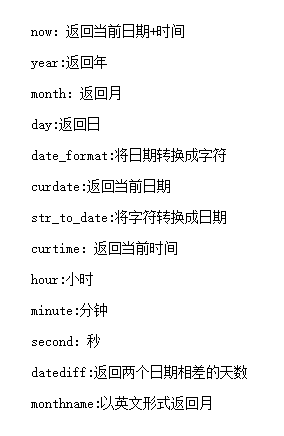 now: 返回当前日期+时间
year:返回年
month: 返回月
day:返回日
date_format:将日期转换成字符
curdate:返回当前日期
str_to_date:将字符转换成日期
curtime: 返回当前时间
hour:小时
minute:分钟
second: 秒
datediff:返回两个日期相差的天数
monthname:以英文形式返回月